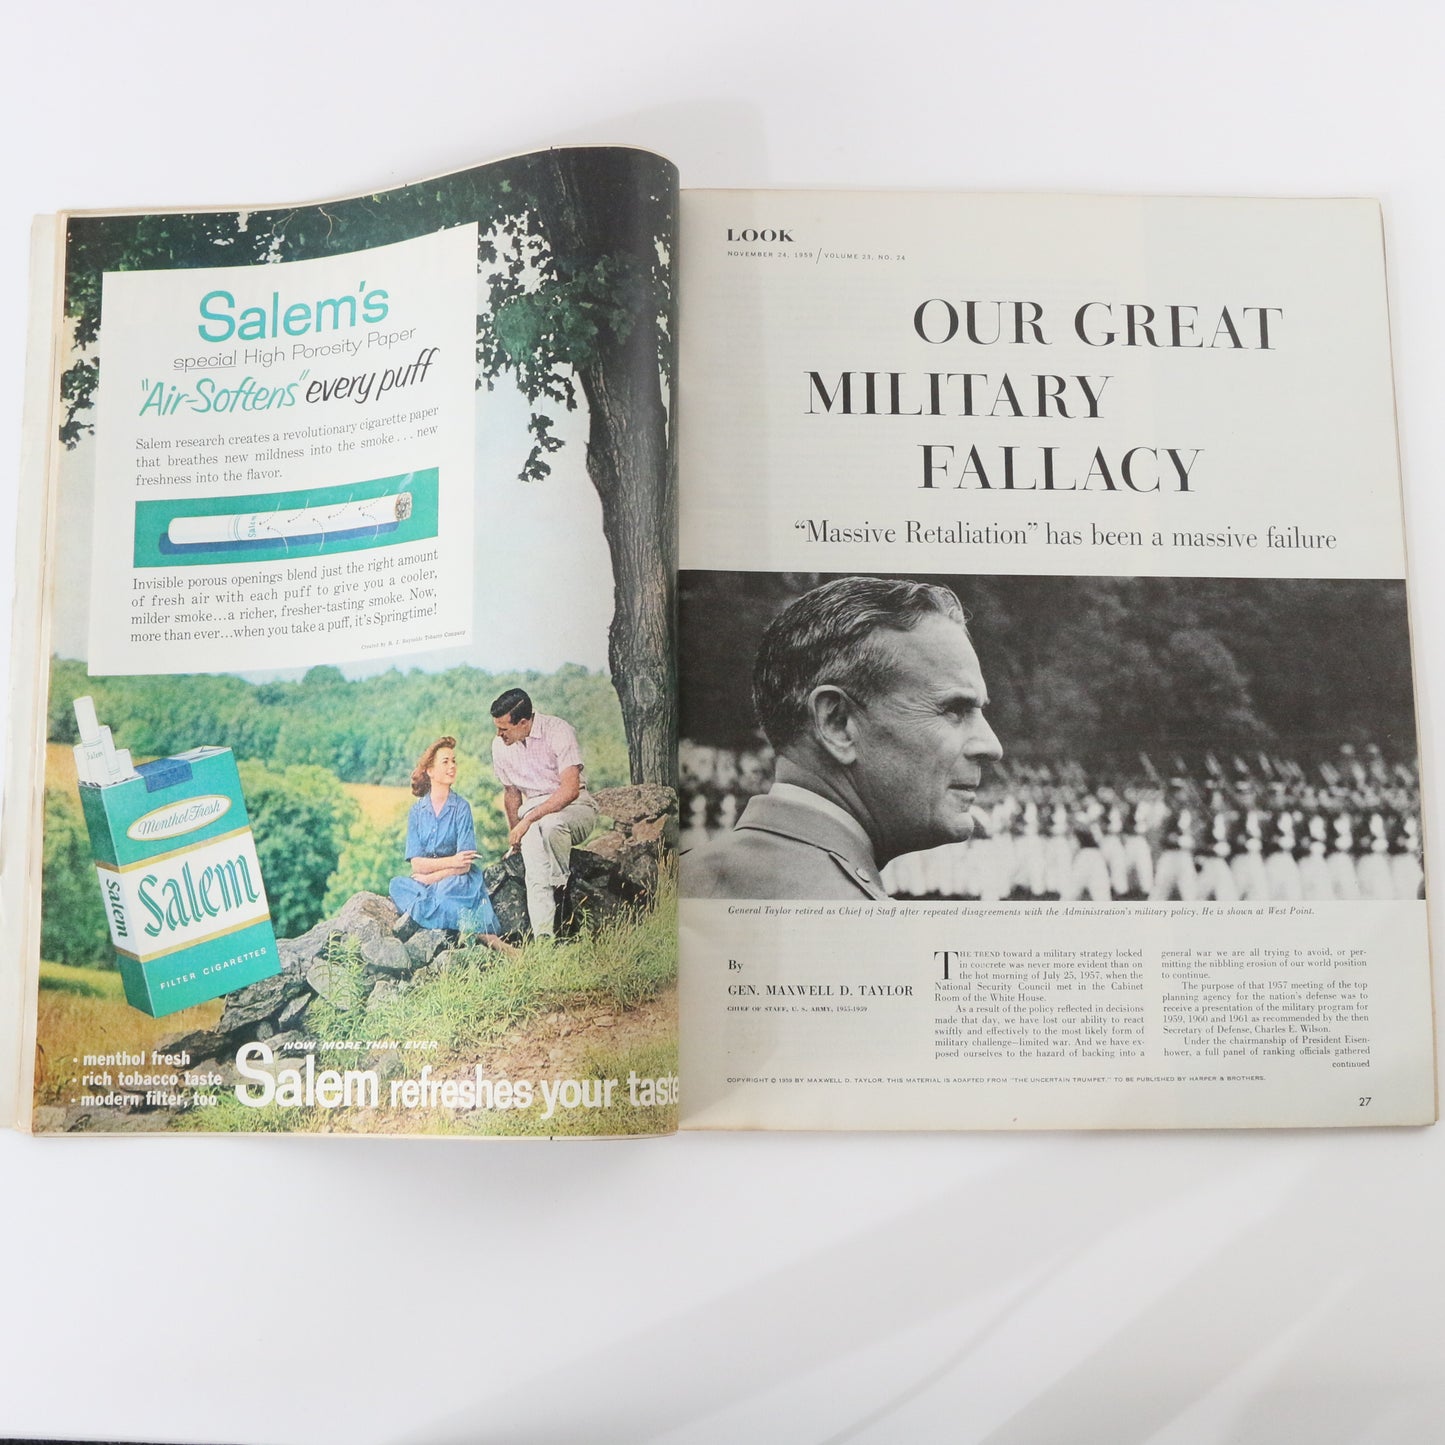 Salem's
special High Porosity Paper
"Air-Softens" every puff
Salem research creates a revolutionary cigarette paper
that breathes new mildness into the smoke... new
freshness into the flavor.
Salem
Invisible porous openings blend just the right amount
of fresh air with each puff to give you a cooler,
milder smoke...a richer, fresher-tasting smoke. Now,
more than ever...when you take a puff, it's Springtime!
Created by R. J. Reynolds Tobacco Company
Salem
Menthol Fresh
Salem
Salem
FILTER CIGARETTES
• menthol fresh
• rich tobacco taste
• modern filter, too
NOW MORE THAN EVER
Salem refreshes your taste
LOOK
NOVEMBER 24, 1959 / VOLUME 23, NO. 24
OUR GREAT
MILITARY
FALLACY
“Massive Retaliation” has been a massive failure
General Taylor retired as Chief of Staff after repeated disagreements with the Administration's military policy. He is shown at West Point.
By
GEN. MAXWELL D. TAYLOR
CHIEF OF STAFF, U. S. ARMY, 1955-1959
THE TREND toward a military strategy locked
in concrete was never more evident than on
the hot morning of July 25, 1957, when the
National Security Council met in the Cabinet
Room of the White House.
As a result of the policy reflected in decisions
made that day, we have lost our ability to react
swiftly and effectively to the most likely form of
military challenge—limited war. And we have ex-
posed ourselves to the hazard of backing into a
general war we are all trying to avoid, or per-
mitting the nibbling erosion of our world position
to continue.
The purpose of that 1957 meeting of the top
planning agency for the nation's defense was to
receive a presentation of the military program for
1959, 1960 and 1961 as recommended by the then
Secretary of Defense, Charles E. Wilson.
Under the chairmanship of President Eisen-
hower, a full panel of ranking officials gathered
continued
COPYRIGHT © 1959 BY MAXWELL D. TAYLOR. THIS MATERIAL IS ADAPTED FROM "THE UNCERTAIN TRUMPET," TO BE PUBLISHED BY HARPER & BROTHERS.
27